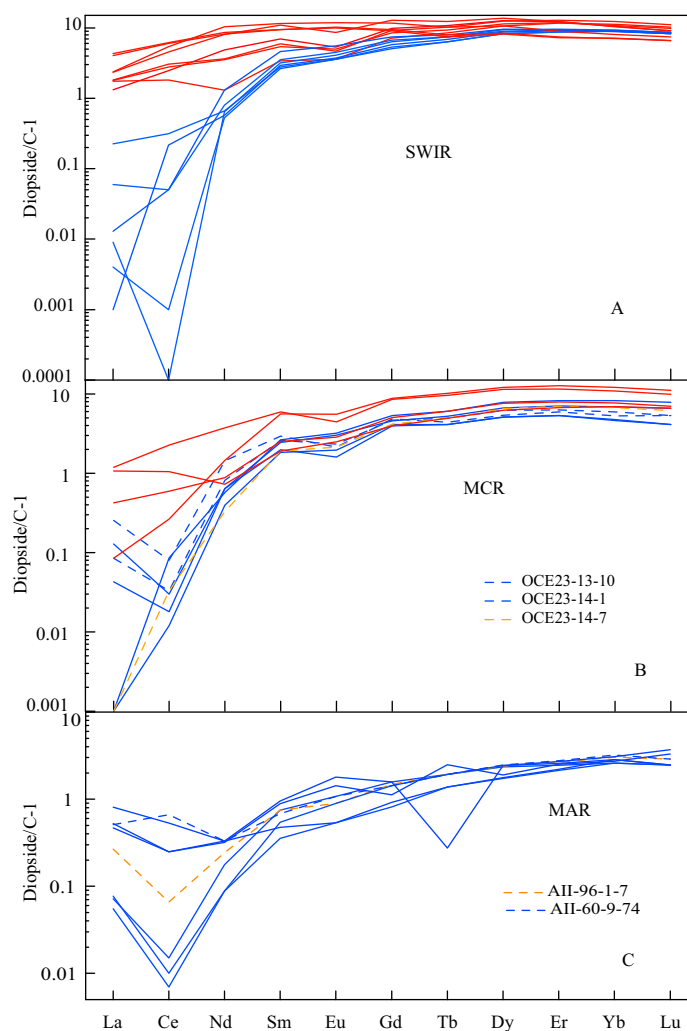 10
1
0.1
0.01
0.001
0.0001
Diopside/C-1
SWIR
A
10
1
0.1
0.01
0.001
Diopside/C-1
MCR
OCE23-13-10
OCE23-14-1
OCE23-14-7
B
10
1
0.1
0.01
Diopside/C-1
MAR
AII-96-1-7
AII-60-9-74
C
La Ce Nd Sm Eu Gd Tb Dy Er Yb Lu